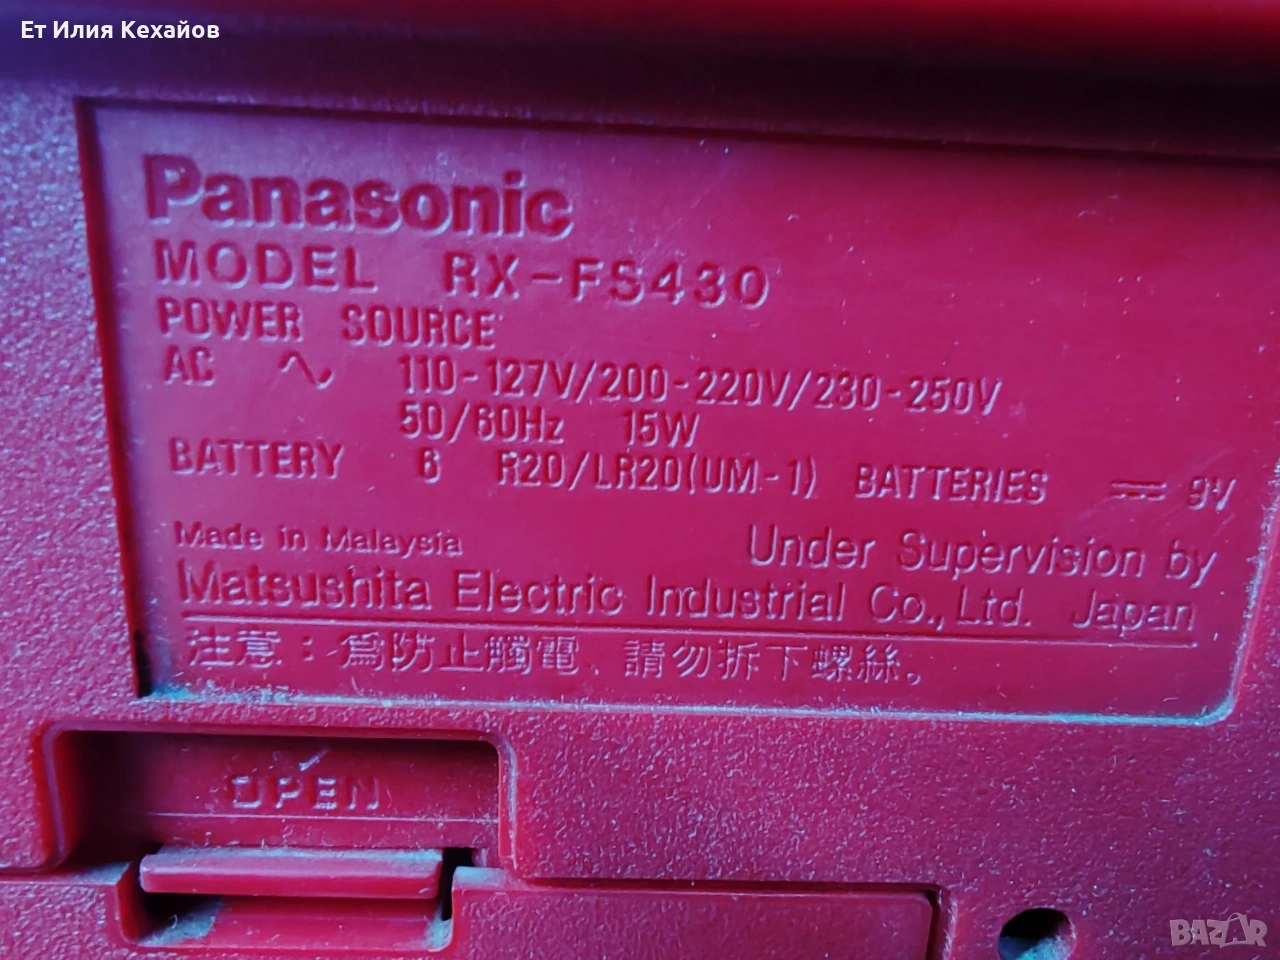 Ет Илия Кехайов
Panasonic
MODEL RX-FS430
POWER SOURCE
AC ∿ 110-127V/200-220V/230-250V
50/60Hz 15W
BATTERY 6 R20/LR20(UM-1) BATTERIES ⎓ 9V
Made in Malaysia Under Supervision by
Matsushita Electric Industrial Co., Ltd. Japan
注意：為防止觸電、請勿拆下螺絲。
OPEN
BAZAR